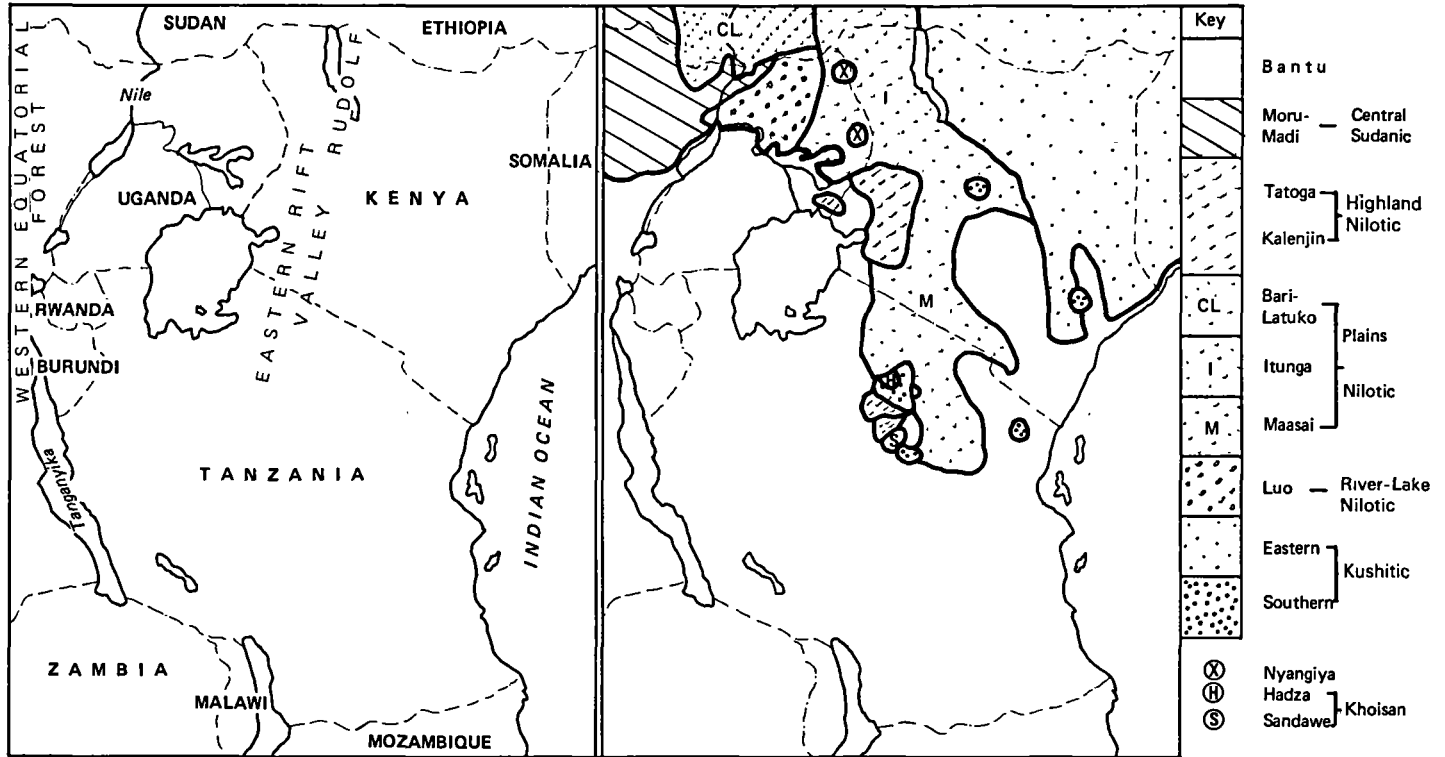 SUDAN
ETHIOPIA
WESTERN EQUATORIAL
FOREST
Nile
EASTERN RIFT
VALLEY
RUDOLF
SOMALIA
UGANDA
KENYA
RWANDA
BURUNDI
Tanganyika
TANZANIA
INDIAN OCEAN
ZAMBIA
MALAWI
MOZAMBIQUE
CL
X
I
X
M
H
S
Key
Bantu
Moru-
Madi — Central
Sudanic
Tatoga
Highland
Nilotic
Kalenjin
CL Bari-
Latuko
Plains
I Itunga
Nilotic
M Maasai
Luo — River-Lake
Nilotic
Eastern
Kushitic
Southern
X Nyangiya
H Hadza
Khoisan
S Sandawe